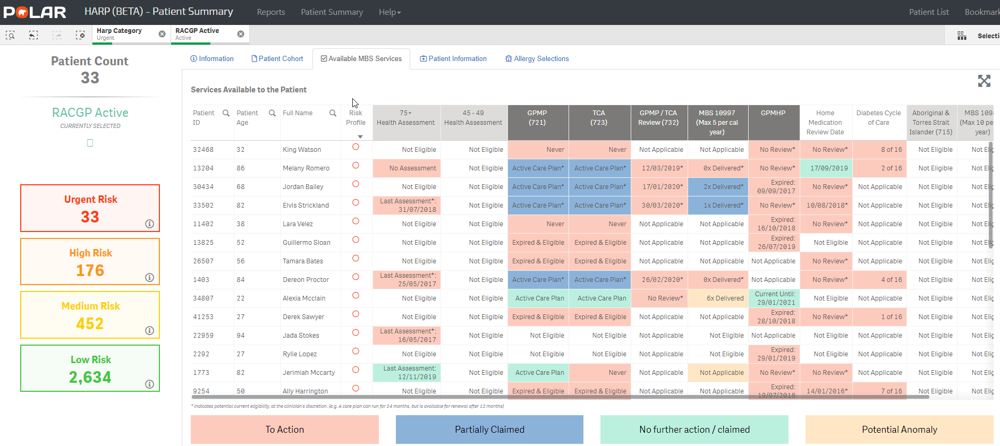 POLAR HARP (BETA) - Patient Summary Reports Patient Summary Help Patient List Bookmark
Harp Category
Urgent
RACGP Active
Active
Selecti
Patient Count
33
RACGP Active
CURRENTLY SELECTED
Urgent Risk
33
High Risk
176
Medium Risk
452
Low Risk
2,634
Information Patient Cohort Available MBS Services Patient Information Allergy Selections
Services Available to the Patient
Patient ID Patient Age Full Name Risk Profile 75+ Health Assessment 45 - 49 Health Assessment GPMP (721) TCA (723) GPMP / TCA Review (732) MBS 10997 (Max 5 per cal year) GPMHP Home Medication Review Date Diabetes Cycle of Care Aboriginal & Torres Strait Islander (715) MBS 109 (Max 10 pe year)
32468 32 King Watson Not Eligible Not Eligible Never Never Not Applicable Not Applicable No Review* No Review* 8 of 16 Not Eligible Not Elig
13204 86 Melany Romero No Assessment Not Eligible Active Care Plan* Active Care Plan* 12/03/2019* 0x Delivered* No Review* 17/09/2019 2 of 16 Not Eligible Not Elig
30434 68 Jordan Bailey Not Eligible Not Eligible Active Care Plan* Active Care Plan* 17/01/2020* 2x Delivered* Expired: 09/09/2017 No Review* Not Applicable Not Eligible Not Elig
33502 82 Elvis Strickland Last Assessment*: 31/07/2018 Not Eligible Active Care Plan* Active Care Plan* 30/03/2020* 1x Delivered* No Review* 10/08/2018* Not Applicable Not Eligible Not Elig
11402 38 Lara Velez Not Eligible Not Eligible Never Never Not Applicable Not Applicable Expired: 16/10/2018 No Review* Not Applicable Not Eligible Not Elig
13825 52 Guillermo Sloan Not Eligible Not Eligible Expired & Eligible Expired & Eligible Not Applicable Not Applicable Expired: 26/07/2019 Not Eligible Not Applicable Not Eligible Not Elig
26507 56 Tamara Bates Not Eligible Not Eligible Expired & Eligible Expired & Eligible Not Applicable Not Applicable Not Applicable No Review* Not Applicable Not Eligible Not Elig
1403 84 Dereon Proctor Last Assessment*: 25/05/2017 Not Eligible Active Care Plan* Active Care Plan* 26/02/2020* 0x Delivered* Not Applicable No Review* 4 of 16 Not Eligible Not Elig
34807 22 Alexia Mcclain Not Eligible Not Eligible Active Care Plan Active Care Plan No Review* 6x Delivered Current Until: 29/01/2021 Not Eligible Not Applicable Not Eligible Not Elig
41253 27 Derek Sawyer Not Eligible Not Eligible Expired & Eligible Expired & Eligible Not Applicable Not Applicable Expired: 28/10/2018 No Review* 1 of 16 Not Eligible Not Elig
22959 94 Jada Stokes Last Assessment*: 16/05/2017 Not Eligible Not Eligible Not Eligible Not Applicable Not Eligible Not Applicable Not Eligible Not Applicable Not Eligible Not Elig
2292 27 Rylie Lopez Not Eligible Not Eligible Not Eligible Not Eligible Not Applicable Not Eligible Expired: 29/01/2019 Not Eligible Not Applicable Not Eligible Not Elig
1773 82 Jerimiah Mccarty Last Assessment: 12/11/2019 Not Eligible Active Care Plan Never Not Applicable Not Applicable No Review* No Review* Not Applicable Not Eligible Not Elig
9254 50 Ally Harrington Not Eligible Not Eligible Expired & Eligible Expired & Eligible Not Applicable Not Applicable Expired: 19/07/2018 14/01/2016* 7 of 16 Not Eligible Not Elig
* indicates potential current eligibility, at the clinician's discretion. (e.g. A care plan can run for 24 months, but is available for renewal after 12 months)
To Action Partially Claimed No further action / claimed Potential Anomaly